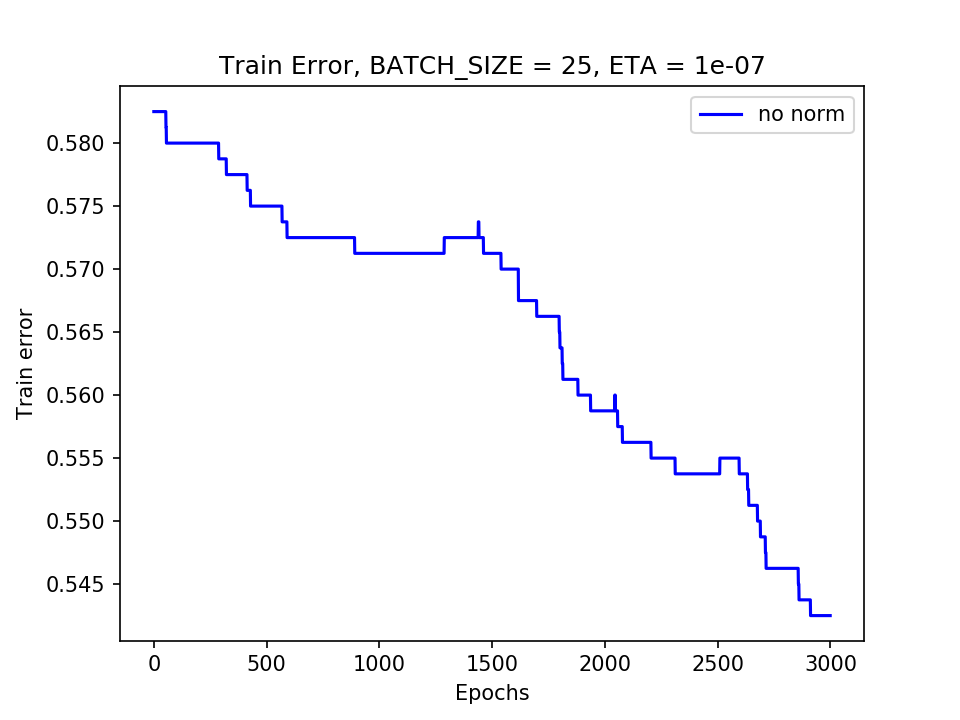 Train Error, BATCH_SIZE = 25, ETA = 1e-07
no norm
0.580
0.575
0.570
0.565
0.560
0.555
0.550
0.545
Train error
0 500 1000 1500 2000 2500 3000
Epochs